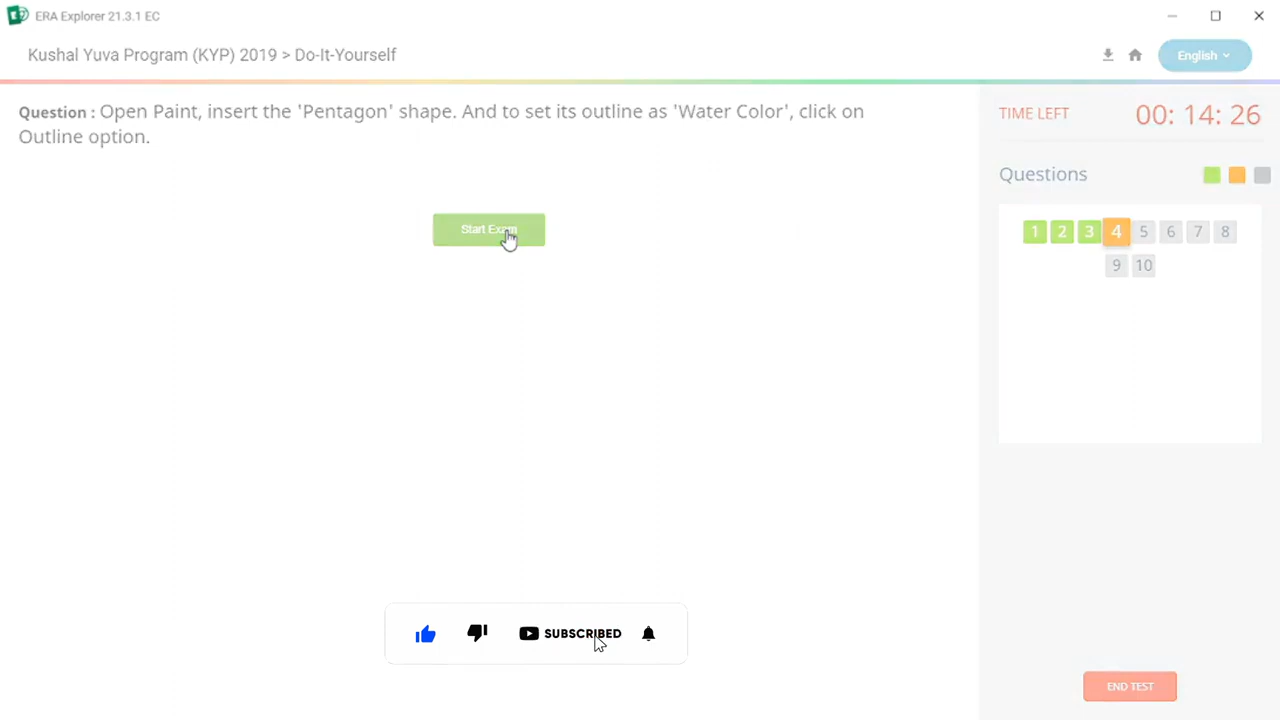 ERA Explorer 21.3.1 EC
Kushal Yuva Program (KYP) 2019 > Do-It-Yourself
English
Question : Open Paint, insert the 'Pentagon' shape. And to set its outline as 'Water Color', click on
Outline option.
Start Exam
TIME LEFT
00: 14: 26
Questions
1 2 3 4 5 6 7 8
9 10
SUBSCRIBED
END TEST